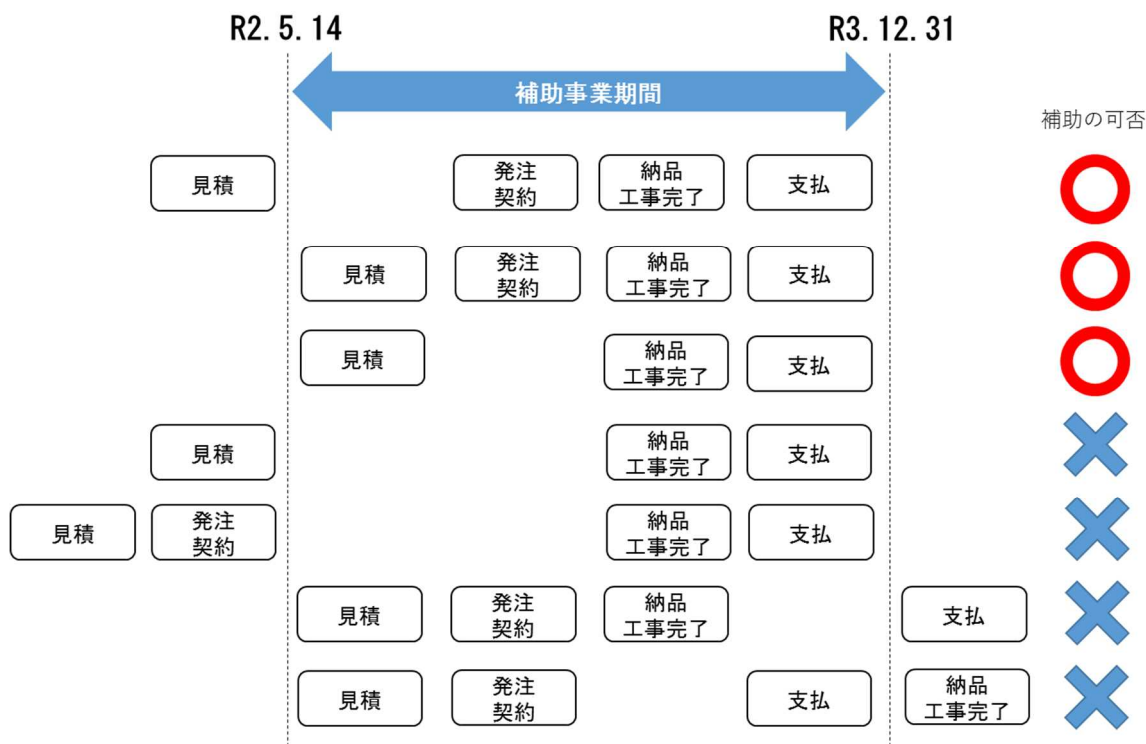 R2.5.14
R3.12.31
補助事業期間
補助の可否
見積
発注
契約
納品
工事完了
支払
見積
発注
契約
納品
工事完了
支払
見積
納品
工事完了
支払
見積
納品
工事完了
支払
見積
発注
契約
納品
工事完了
支払
見積
発注
契約
納品
工事完了
支払
見積
発注
契約
支払
納品
工事完了